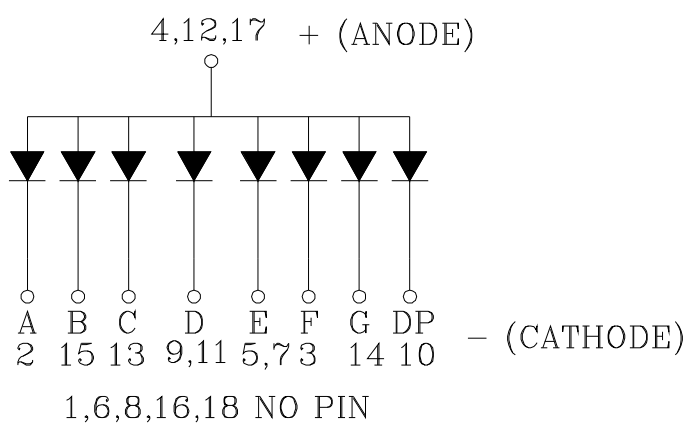 4,12,17 + (ANODE)
A B C D E F G DP
2 15 13 9,11 5,7 3 14 10 - (CATHODE)
1,6,8,16,18 NO PIN